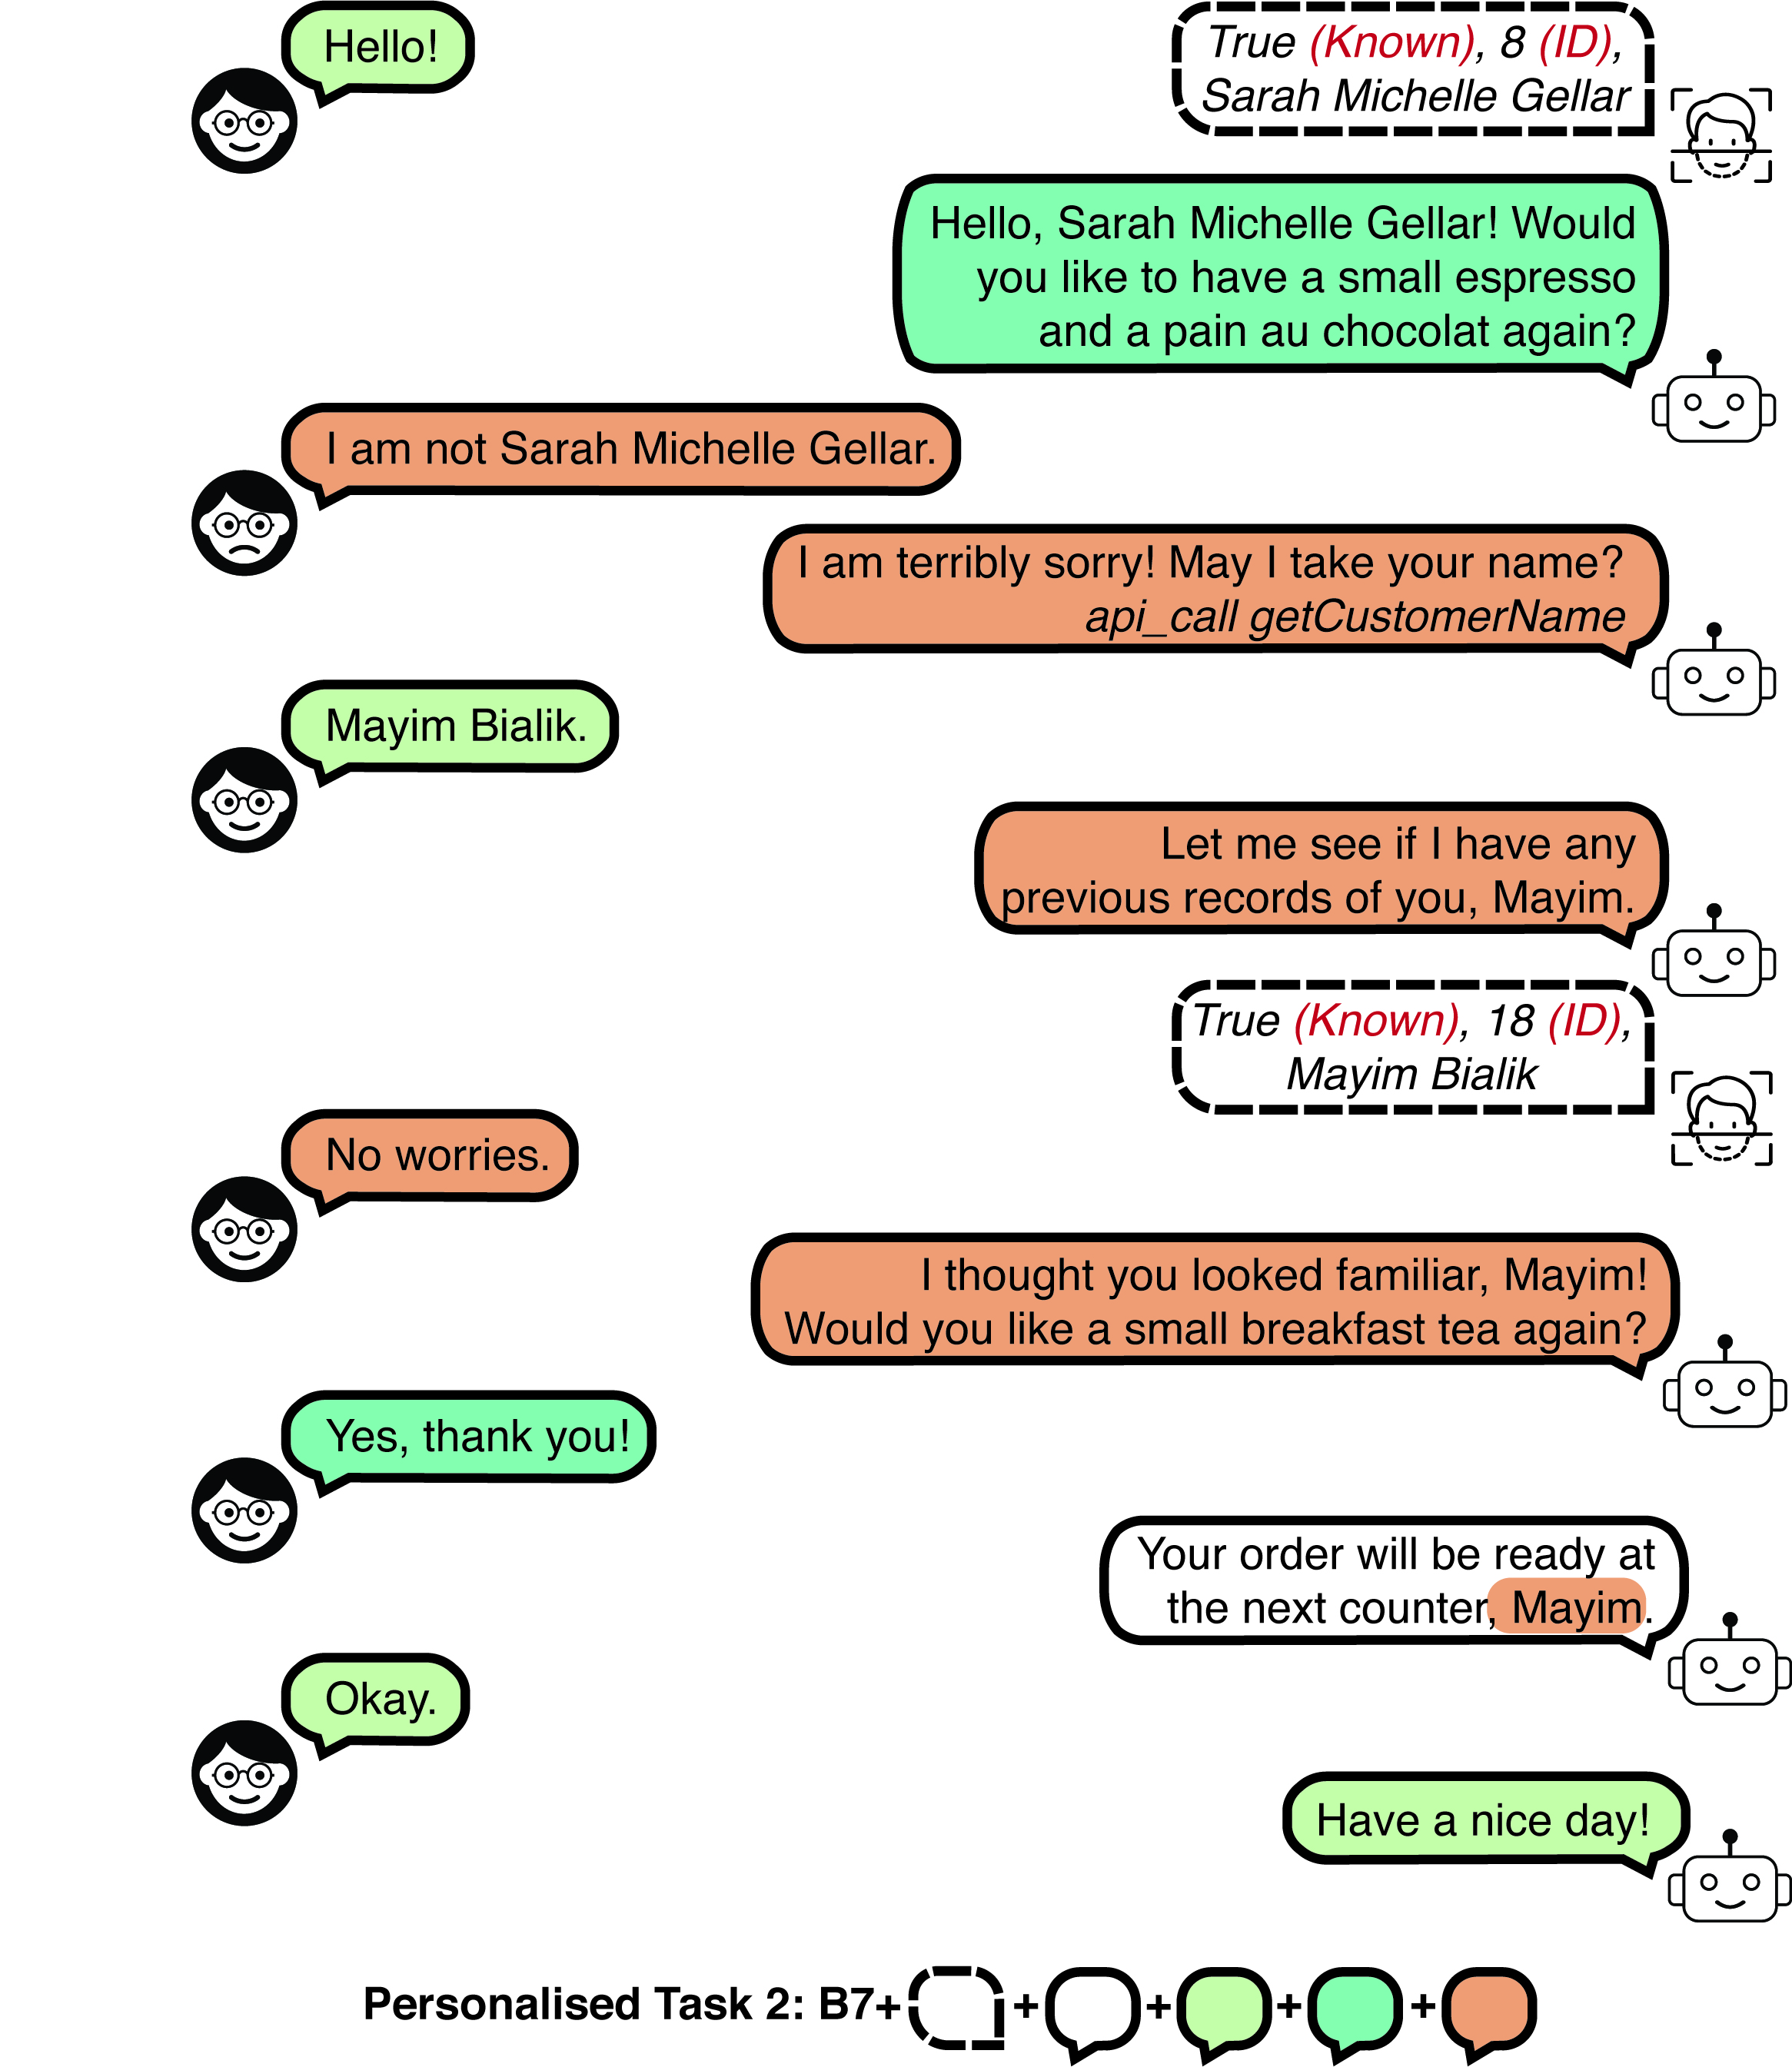 Hello!
True (Known), 8 (ID),
Sarah Michelle Gellar
Hello, Sarah Michelle Gellar! Would
you like to have a small espresso
and a pain au chocolat again?
I am not Sarah Michelle Gellar.
I am terribly sorry! May I take your name?
api_call getCustomerName
Mayim Bialik.
Let me see if I have any
previous records of you, Mayim.
True (Known), 18 (ID),
Mayim Bialik
No worries.
I thought you looked familiar, Mayim!
Would you like a small breakfast tea again?
Yes, thank you!
Your order will be ready at
the next counter, Mayim.
Okay.
Have a nice day!
Personalised Task 2: B7+ + + + +